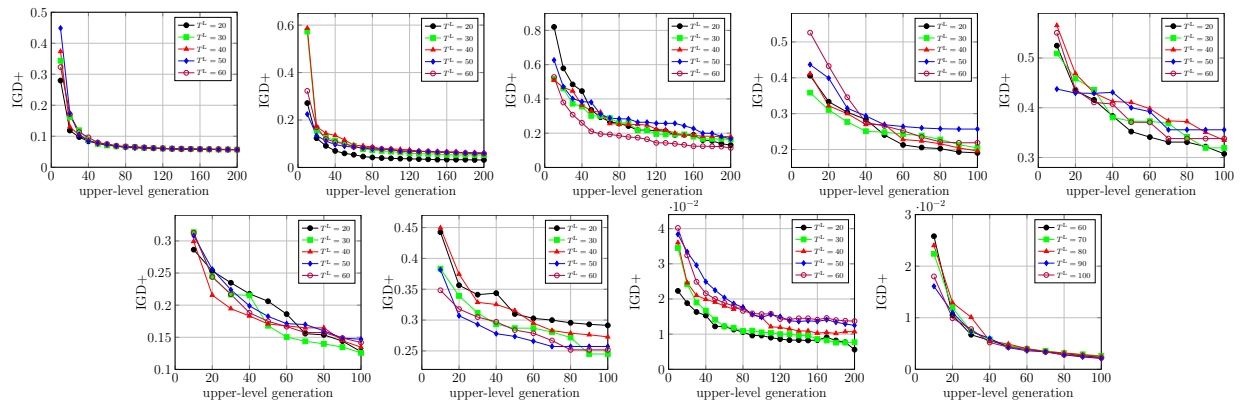 0.5
0.4
0.3
0.2
0.1
0.0
IGD+
0 40 80 120 160 200
upper-level generation
T^L = 20
T^L = 30
T^L = 40
T^L = 50
T^L = 60
0.6
0.4
0.2
0.0
IGD+
0 40 80 120 160 200
upper-level generation
T^L = 20
T^L = 30
T^L = 40
T^L = 50
T^L = 60
0.8
0.6
0.4
0.2
0.0
IGD+
0 40 80 120 160 200
upper-level generation
T^L = 20
T^L = 30
T^L = 40
T^L = 50
T^L = 60
0.5
0.4
0.3
0.2
IGD+
0 20 40 60 80 100
upper-level generation
T^L = 20
T^L = 30
T^L = 40
T^L = 50
T^L = 60
0.5
0.4
0.3
IGD+
0 20 40 60 80 100
upper-level generation
T^L = 20
T^L = 30
T^L = 40
T^L = 50
T^L = 60
0.3
0.25
0.2
0.15
0.1
IGD+
0 20 40 60 80 100
upper-level generation
T^L = 20
T^L = 30
T^L = 40
T^L = 50
T^L = 60
0.45
0.40
0.35
0.30
0.25
IGD+
0 20 40 60 80 100
upper-level generation
T^L = 20
T^L = 30
T^L = 40
T^L = 50
T^L = 60
·10^−2
4
3
2
1
0
IGD+
0 40 80 120 160 200
upper-level generation
T^L = 20
T^L = 30
T^L = 40
T^L = 50
T^L = 60
·10^−2
3
2
1
0
IGD+
0 20 40 60 80 100
upper-level generation
T^L = 60
T^L = 70
T^L = 80
T^L = 90
T^L = 100